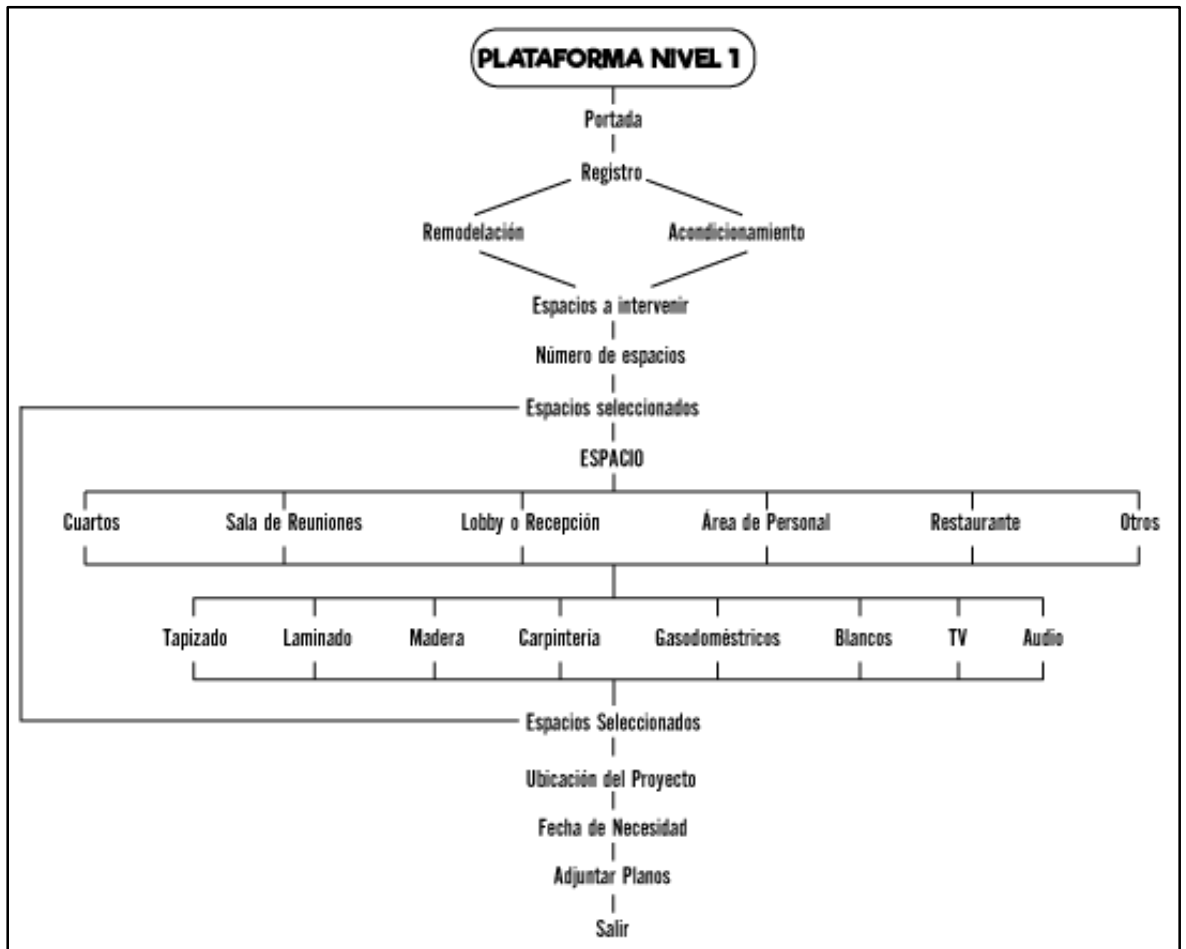 PLATAFORMA NIVEL 1
Portada
Registro
Remodelación Acondicionamiento
Espacios a intervenir
Número de espacios
Espacios seleccionados
ESPACIO
Cuartos Sala de Reuniones Lobby o Recepción Área de Personal Restaurante Otros
Tapizado Laminado Madera Carpinteria Gasodoméstricos Blancos TV Audio
Espacios Seleccionados
Ubicación del Proyecto
Fecha de Necesidad
Adjuntar Planos
Salir